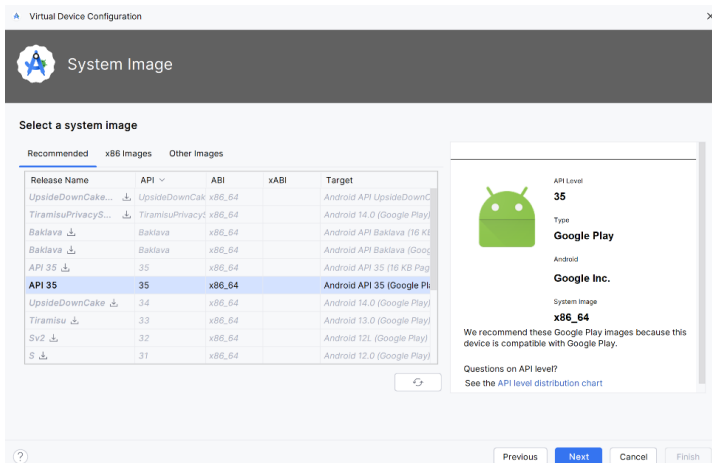 Virtual Device Configuration
System Image
Select a system image
Recommended x86 Images Other Images
Release Name API ABI xABI Target
UpsideDownCake... UpsideDownCak x86_64 Android API UpsideDownC
TiramisuPrivacyS... TiramisuPrivacyS x86_64 Android 14.0 (Google Play)
Baklava Baklava x86_64 Android API Baklava (16 KE
Baklava Baklava x86_64 Android API Baklava (Goog
API 35 35 x86_64 Android API 35 (16 KB Pag
API 35 35 x86_64 Android API 35 (Google Pla
UpsideDownCake 34 x86_64 Android 14.0 (Google Play)
Tiramisu 33 x86_64 Android 13.0 (Google Play)
Sv2 32 x86_64 Android 12L (Google Play)
S 31 x86_64 Android 12.0 (Google Play)
API Level
35
Type
Google Play
Android
Google Inc.
System Image
x86_64
We recommend these Google Play images because this
device is compatible with Google Play.
Questions on API level?
See the API level distribution chart
? Previous Next Cancel Finish